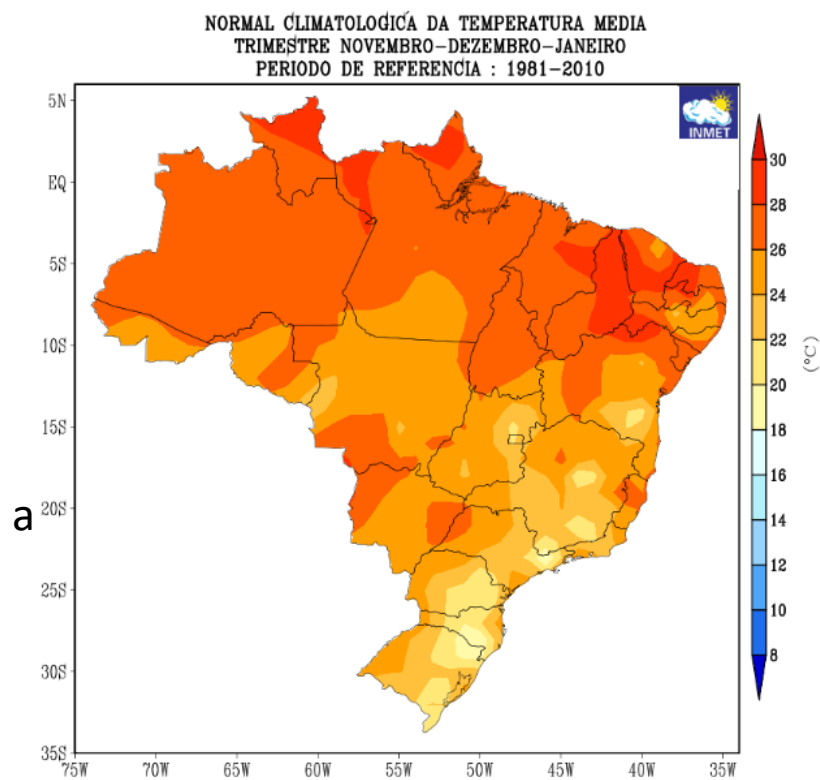 NORMAL CLIMATOLOGICA DA TEMPERATURA MEDIA
TRIMESTRE NOVEMBRO-DEZEMBRO-JANEIRO
PERIODO DE REFERENCIA : 1981-2010
INMET
5N
EQ
5S
10S
15S
20S
25S
30S
35S
a
75W 70W 65W 60W 55W 50W 45W 40W 35W
30
28
26
24
22
20
18
16
14
12
10
8
(°C)